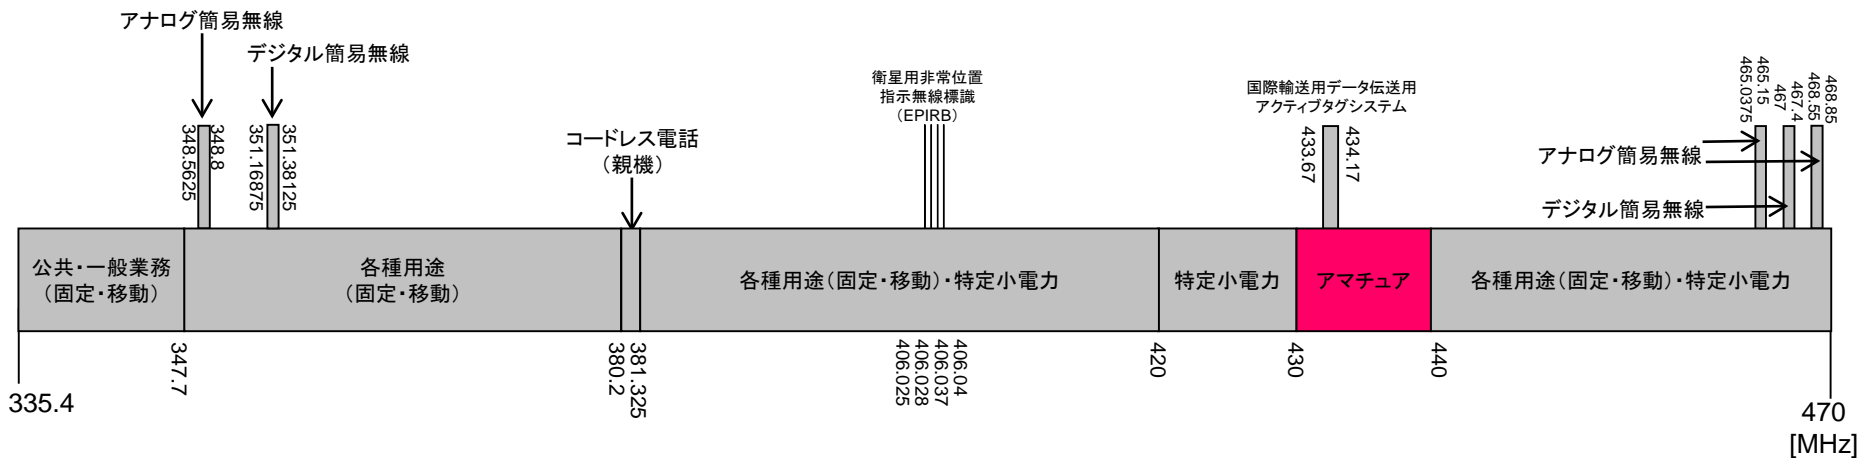 アナログ簡易無線
デジタル簡易無線
348.5625
348.8
351.16875
351.38125
コードレス電話
（親機）
衛星用非常位置
指示無線標識
（EPIRB）
国際輸送用データ伝送用
アクティブタグシステム
433.67
434.17
465.0375
465.15
467
467.4
468.55
468.85
アナログ簡易無線
デジタル簡易無線
公共・一般業務
（固定・移動）
各種用途
（固定・移動）
各種用途（固定・移動）・特定小電力
特定小電力
アマチュア
各種用途（固定・移動）・特定小電力
335.4
347.7
380.2
381.325
406.025
406.028
406.037
406.04
420
430
440
470
[MHz]